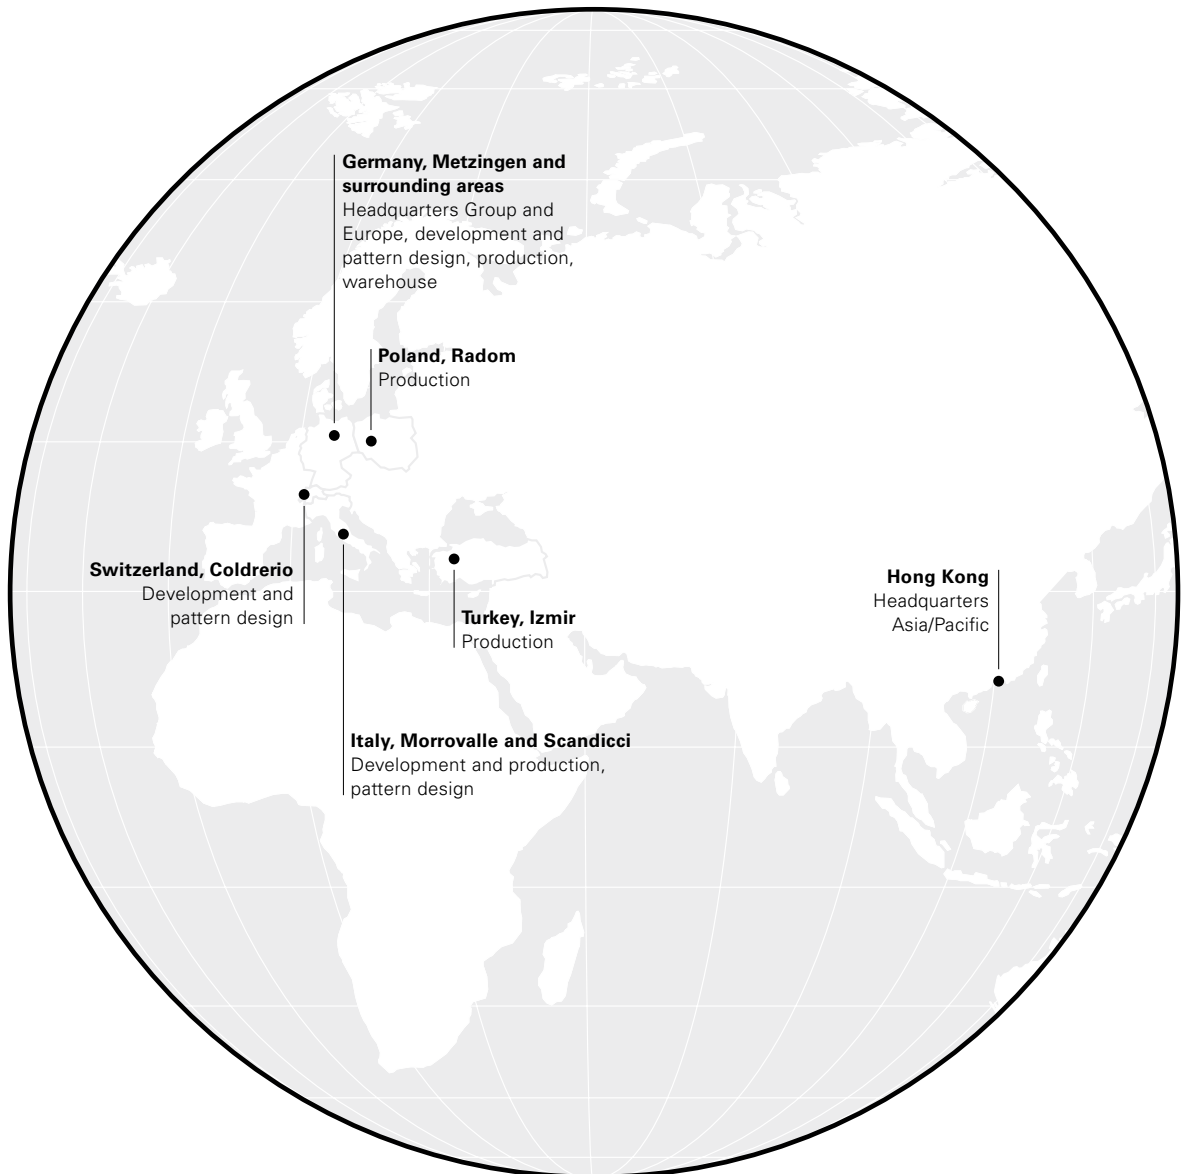 Germany, Metzingen and
surrounding areas
Headquarters Group and
Europe, development and
pattern design, production,
warehouse
Poland, Radom
Production
Switzerland, Coldrerio
Development and
pattern design
Turkey, Izmir
Production
Hong Kong
Headquarters
Asia/Pacific
Italy, Morrovalle and Scandicci
Development and production,
pattern design